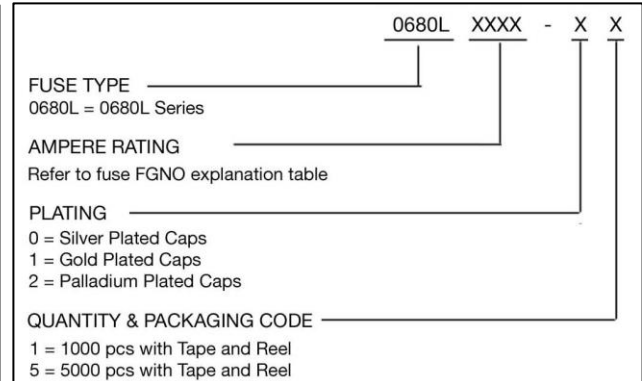 0680L XXXX - X X
FUSE TYPE
0680L = 0680L Series
AMPERE RATING
Refer to fuse FGNO explanation table
PLATING
0 = Silver Plated Caps
1 = Gold Plated Caps
2 = Palladium Plated Caps
QUANTITY & PACKAGING CODE
1 = 1000 pcs with Tape and Reel
5 = 5000 pcs with Tape and Reel